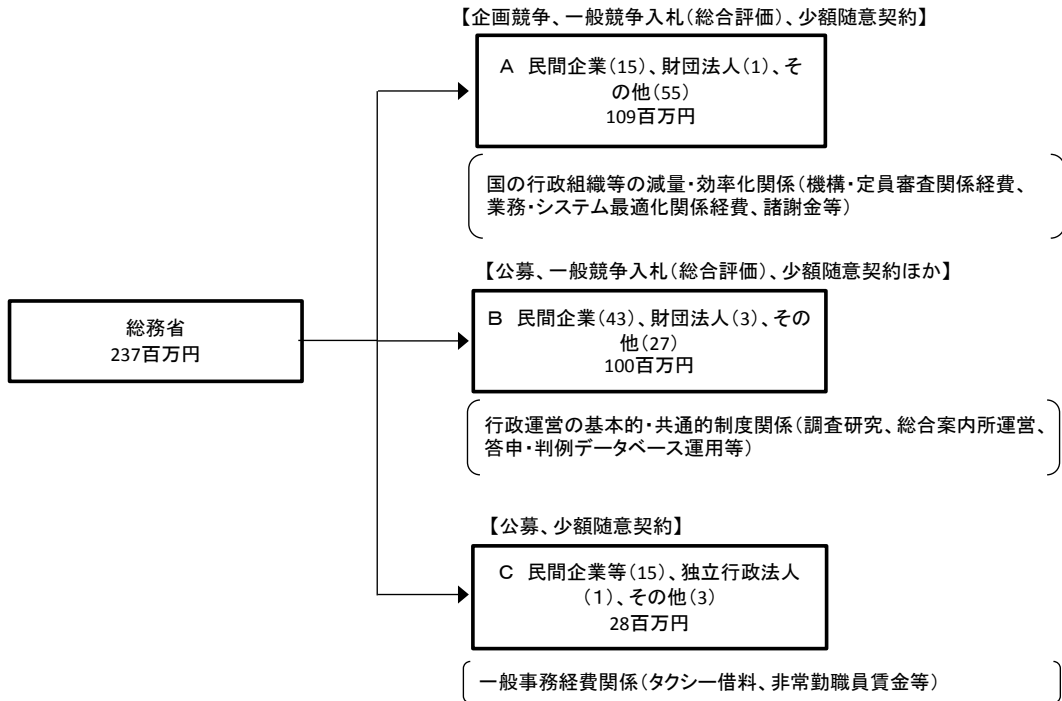 【企画競争、一般競争入札（総合評価）、少額随意契約】
A 民間企業（15）、財団法人（1）、そ
の他（55）
109百万円
国の行政組織等の減量・効率化関係（機構・定員審査関係経費、
業務・システム最適化関係経費、諸謝金等）
【公募、一般競争入札（総合評価）、少額随意契約ほか】
総務省
237百万円
B 民間企業（43）、財団法人（3）、その
他（27）
100百万円
行政運営の基本的・共通的制度関係（調査研究、総合案内所運営、
答申・判例データベース運用等）
【公募、少額随意契約】
C 民間企業等（15）、独立行政法人
（１）、その他（3）
28百万円
一般事務経費関係（タクシー借料、非常勤職員賃金等）